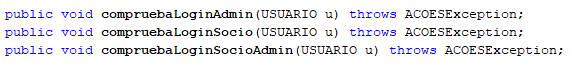 public void compruebaLoginAdmin(USUARIO u) throws ACOESException;
public void compruebaLoginSocio(USUARIO u) throws ACOESException;
public void compruebaLoginSocioAdmin(USUARIO u) throws ACOESException;